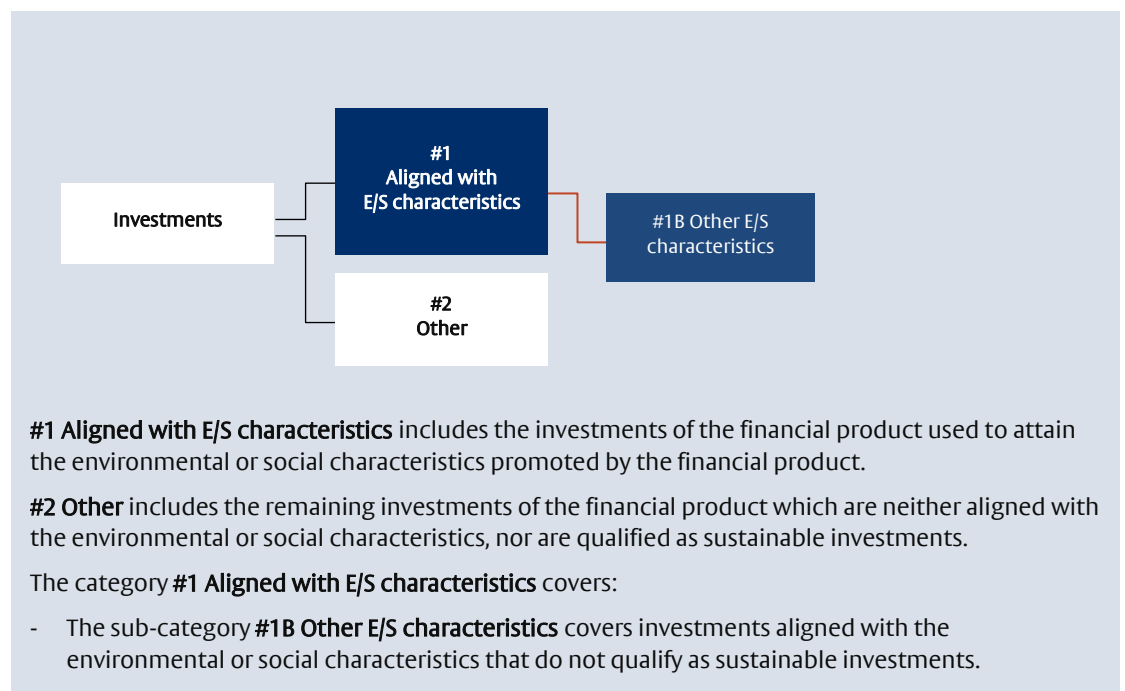 #1
Aligned with
E/S characteristics
Investments
#1B Other E/S
characteristics
#2
Other
#1 Aligned with E/S characteristics includes the investments of the financial product used to attain
the environmental or social characteristics promoted by the financial product.
#2 Other includes the remaining investments of the financial product which are neither aligned with
the environmental or social characteristics, nor are qualified as sustainable investments.
The category #1 Aligned with E/S characteristics covers:
- The sub-category #1B Other E/S characteristics covers investments aligned with the
environmental or social characteristics that do not qualify as sustainable investments.